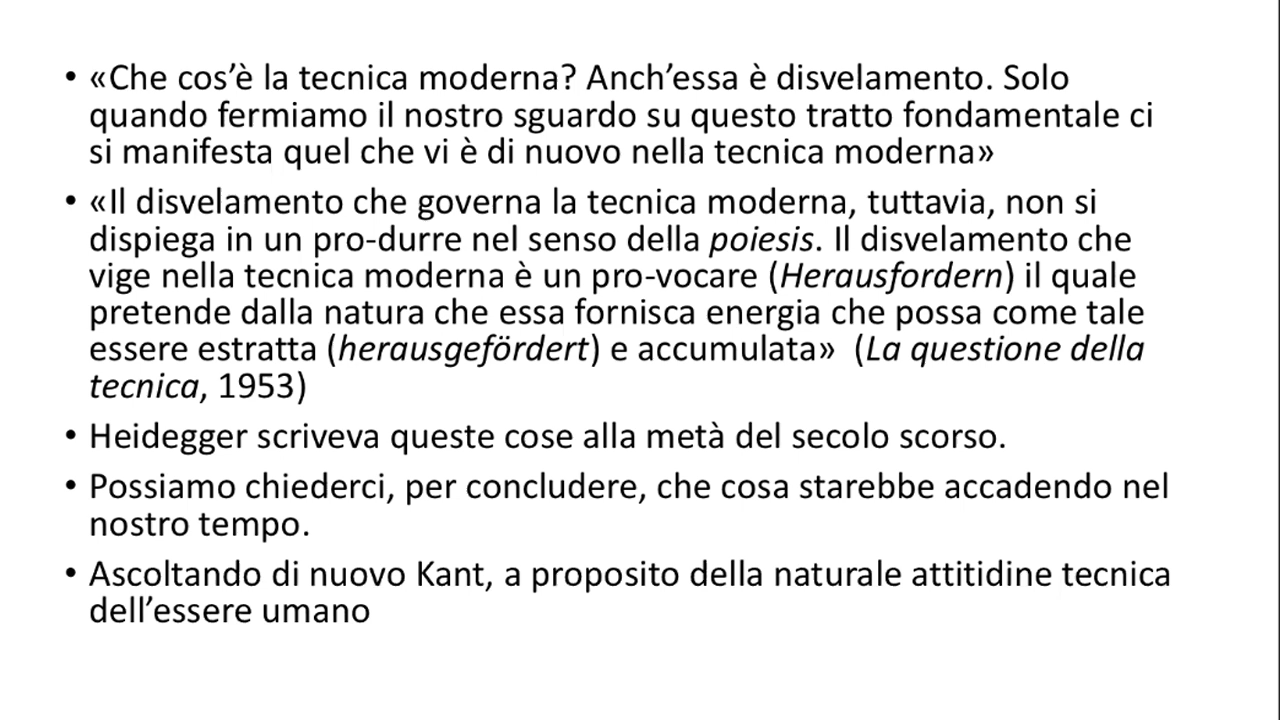 • «Che cos’è la tecnica moderna? Anch’essa è disvelamento. Solo
quando fermiamo il nostro sguardo su questo tratto fondamentale ci
si manifesta quel che vi è di nuovo nella tecnica moderna»
• «Il disvelamento che governa la tecnica moderna, tuttavia, non si
dispiega in un pro-durre nel senso della poiesis. Il disvelamento che
vige nella tecnica moderna è un pro-vocare (Herausfordern) il quale
pretende dalla natura che essa fornisca energia che possa come tale
essere estratta (herausgefördert) e accumulata» (La questione della
tecnica, 1953)
• Heidegger scriveva queste cose alla metà del secolo scorso.
• Possiamo chiederci, per concludere, che cosa starebbe accadendo nel
nostro tempo.
• Ascoltando di nuovo Kant, a proposito della naturale attitidine tecnica
dell’essere umano